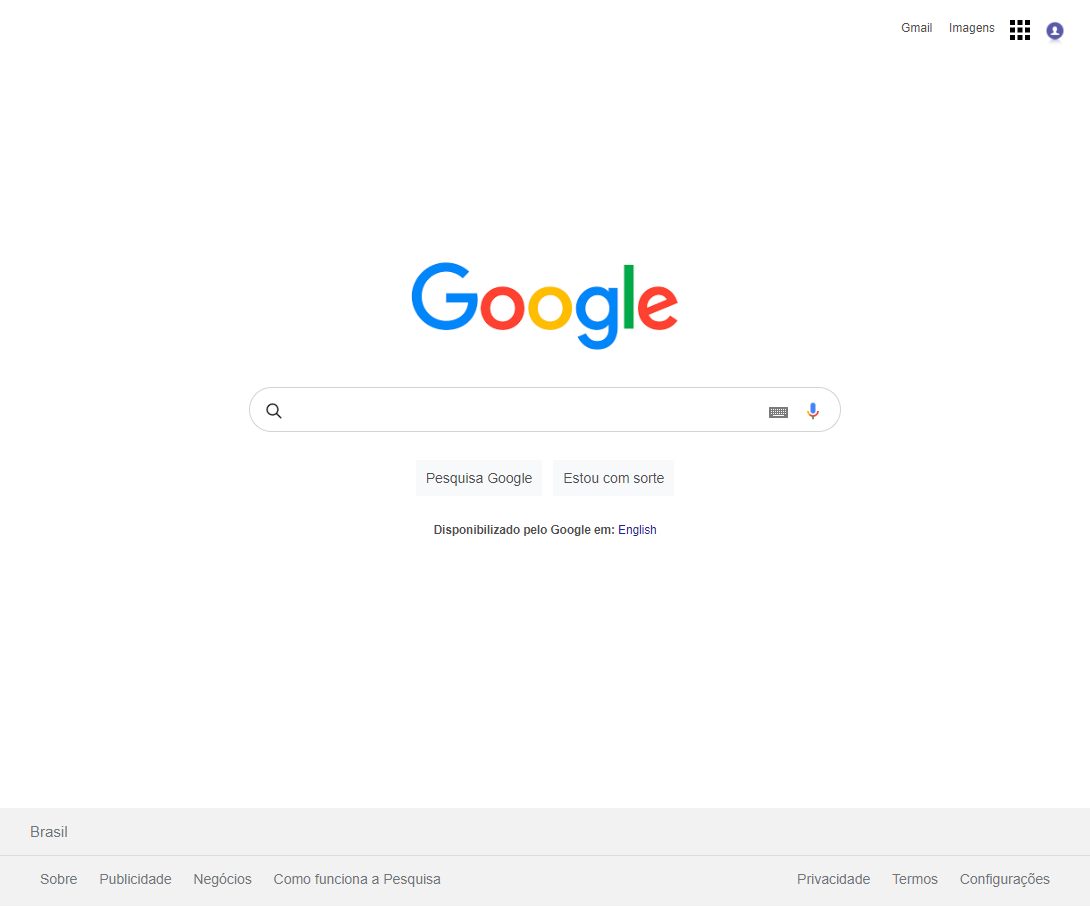 Gmail Imagens
Google
Pesquisa Google Estou com sorte
Disponibilizado pelo Google em: English
Brasil
Sobre Publicidade Negócios Como funciona a Pesquisa Privacidade Termos Configurações